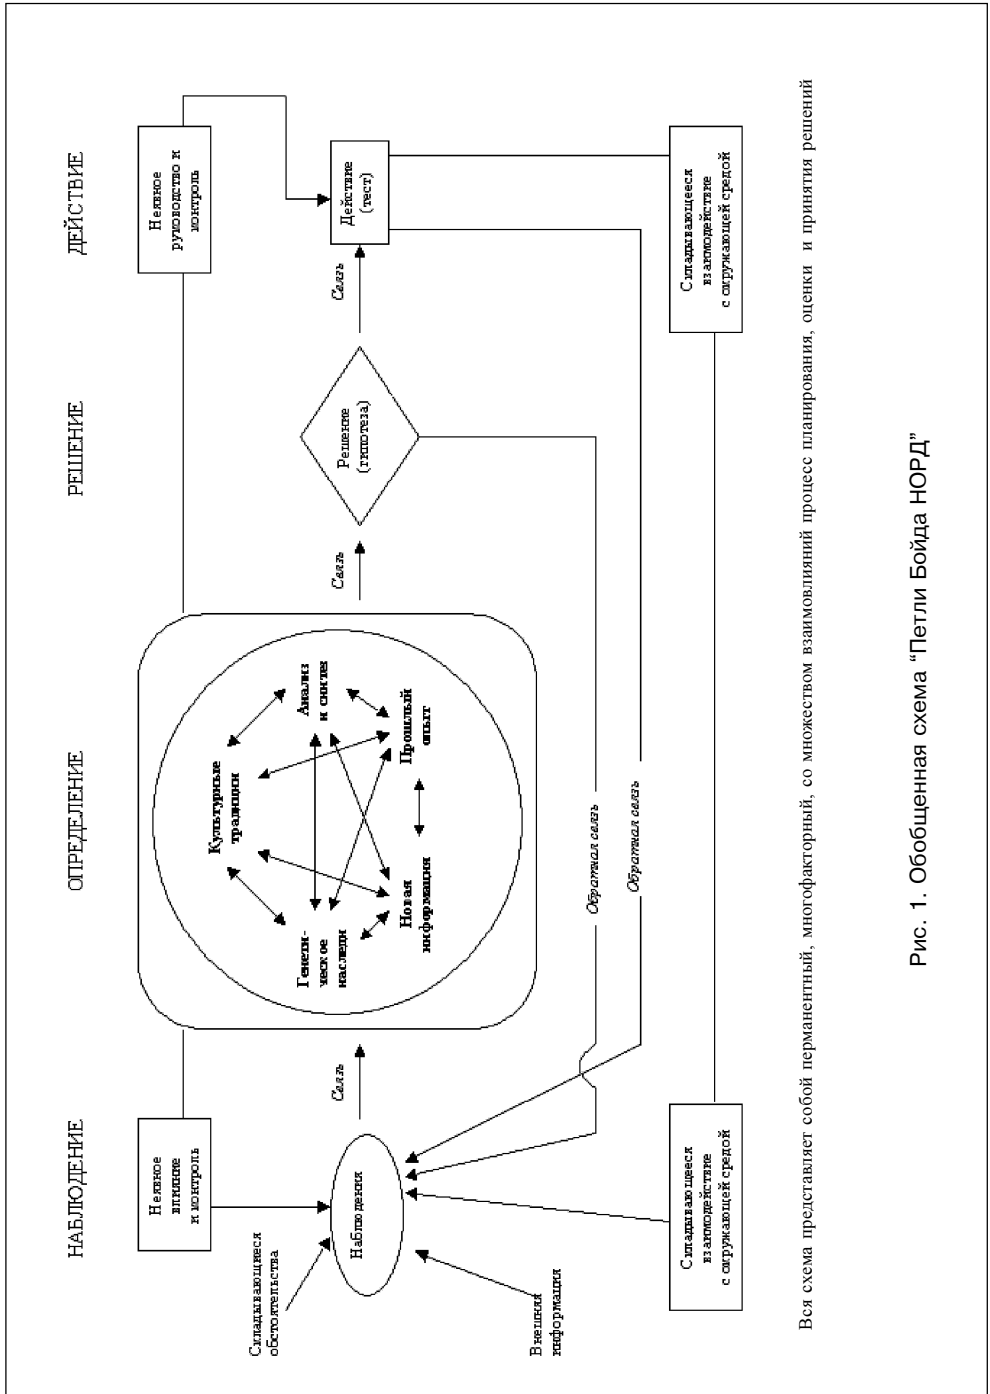 НАБЛЮДЕНИЕ
ОПРЕДЕЛЕНИЕ
РЕШЕНИЕ
ДЕЙСТВИЕ
Неявное
влияние
и контроль
Неявное
руководство и
контроль
Складывающиеся
обстоятельства
Наблюдения
Внешняя
информация
Связь
Культурные
традиции
Генети-
ческое
наследи
Анализ
и синтез
Новая
информация
Прошлый
опыт
Связь
Решение
(гипотеза)
Связь
Действие
(тест)
Обратная связь
Обратная связь
Складывающееся
взаимодействие
с окружающей средой
Складывающееся
взаимодействие
с окружающей средой
Вся схема представляет собой перманентный, многофакторный, со множеством взаимовлияний процесс планирования, оценки и принятия решений
Рис. 1. Обобщенная схема “Петли Бойда НОРД”